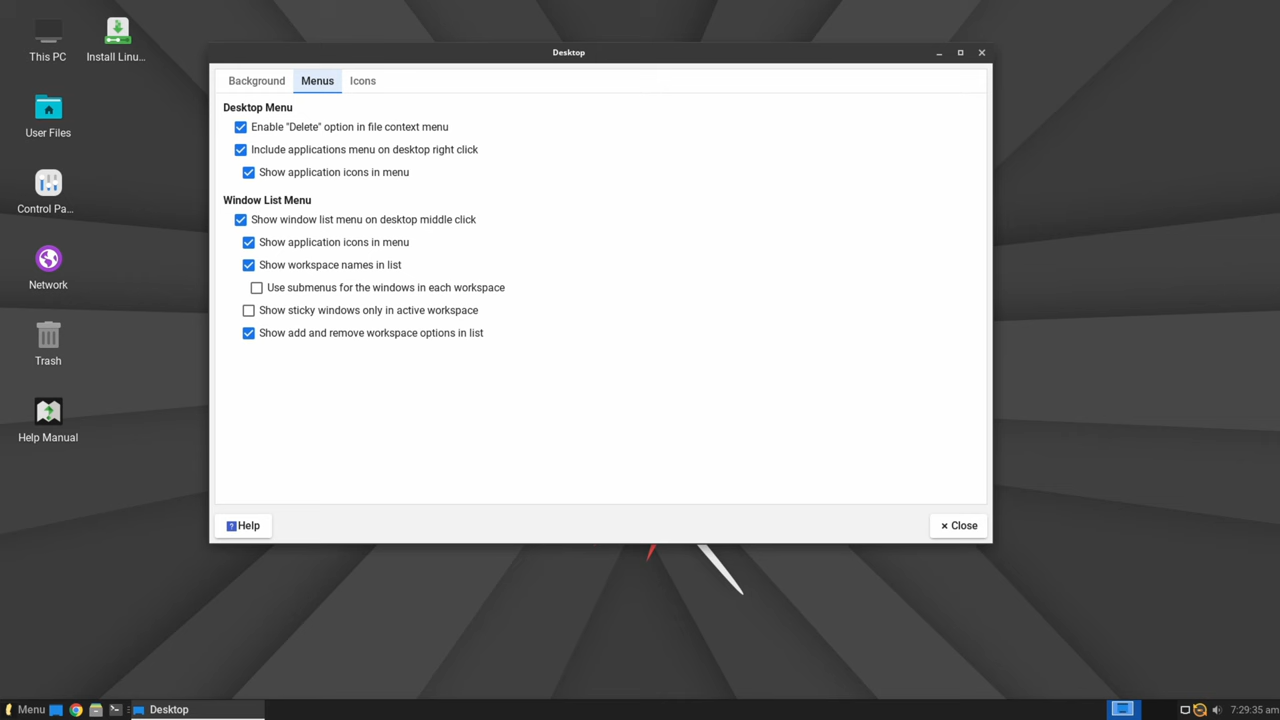 This PC
Install Linu...
User Files
Control Pa...
Network
Trash
Help Manual
Desktop
Background Menus Icons
Desktop Menu
Enable "Delete" option in file context menu
Include applications menu on desktop right click
Show application icons in menu
Window List Menu
Show window list menu on desktop middle click
Show application icons in menu
Show workspace names in list
Use submenus for the windows in each workspace
Show sticky windows only in active workspace
Show add and remove workspace options in list
? Help
× Close
Menu
Desktop
7:29:35 am